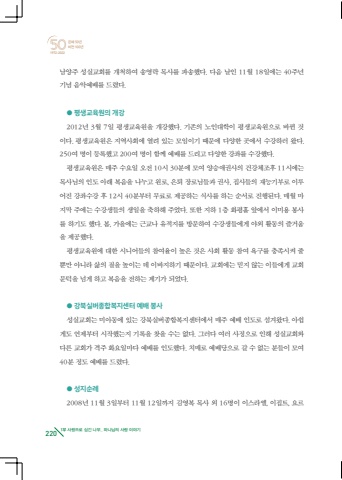 50
남양주 성실교회를 개척하여 송영학 목사를 파송했다. 다음 날인 11월 18일에는 40주년
기념 음악예배를 드렸다.
● 평생교육원의 개강
2012년 3월 7일 평생교육원을 개강했다. 기존의 노인대학이 평생교육원으로 바뀐 것
이다. 평생교육원은 지역사회에 열려 있는 모임이기 때문에 다양한 곳에서 수강하러 왔다.
250여 명이 등록했고 200여 명이 함께 예배를 드리고 다양한 강좌를 수강했다.
평생교육원은 매주 수요일 오전 10시 30분에 모여 양승애권사의 건강체조후 11시에는
목사님의 인도 아래 복음을 나누고 원로, 은퇴 장로님들과 권사, 집사들의 재능기부로 이루
어진 강좌수강 후 12시 40분부터 무료로 제공하는 식사를 하는 순서로 진행된다. 매월 마
지막 주에는 수강생들의 생일을 축하해 주었다. 또한 지하 1층 화평홀 앞에서 이미용 봉사
를 하기도 했다. 봄, 가을에는 근교나 유적지를 방문하여 수강생들에게 야외 활동의 즐거움
을 제공했다.
평생교육원에 대한 시니어들의 참여율이 높은 것은 사회 활동 참여 욕구를 충족시켜 줄
뿐만 아니라 삶의 질을 높이는 데 이바지하기 때문이다. 교회에는 믿지 않는 이들에게 교회
문턱을 넘게 하고 복음을 전하는 계기가 되었다.
● 강북실버종합복지센터 예배 봉사
성실교회는 미아동에 있는 강북실버종합복지센터에서 매주 예배 인도로 섬겨왔다. 아쉽
게도 언제부터 시작했는지 기록을 찾을 수는 없다. 그러다 여러 사정으로 인해 성실교회와
다른 교회가 격주 화요일마다 예배를 인도했다. 치매로 예배당으로 갈 수 없는 분들이 모여
40분 정도 예배를 드렸다.
● 성지순례
2008년 11월 3일부터 11월 12일까지 김영복 목사 외 16명이 이스라엘, 이집트, 요르
220 1부 사랑으로 심긴 나무, 하나님의 사랑 이야기